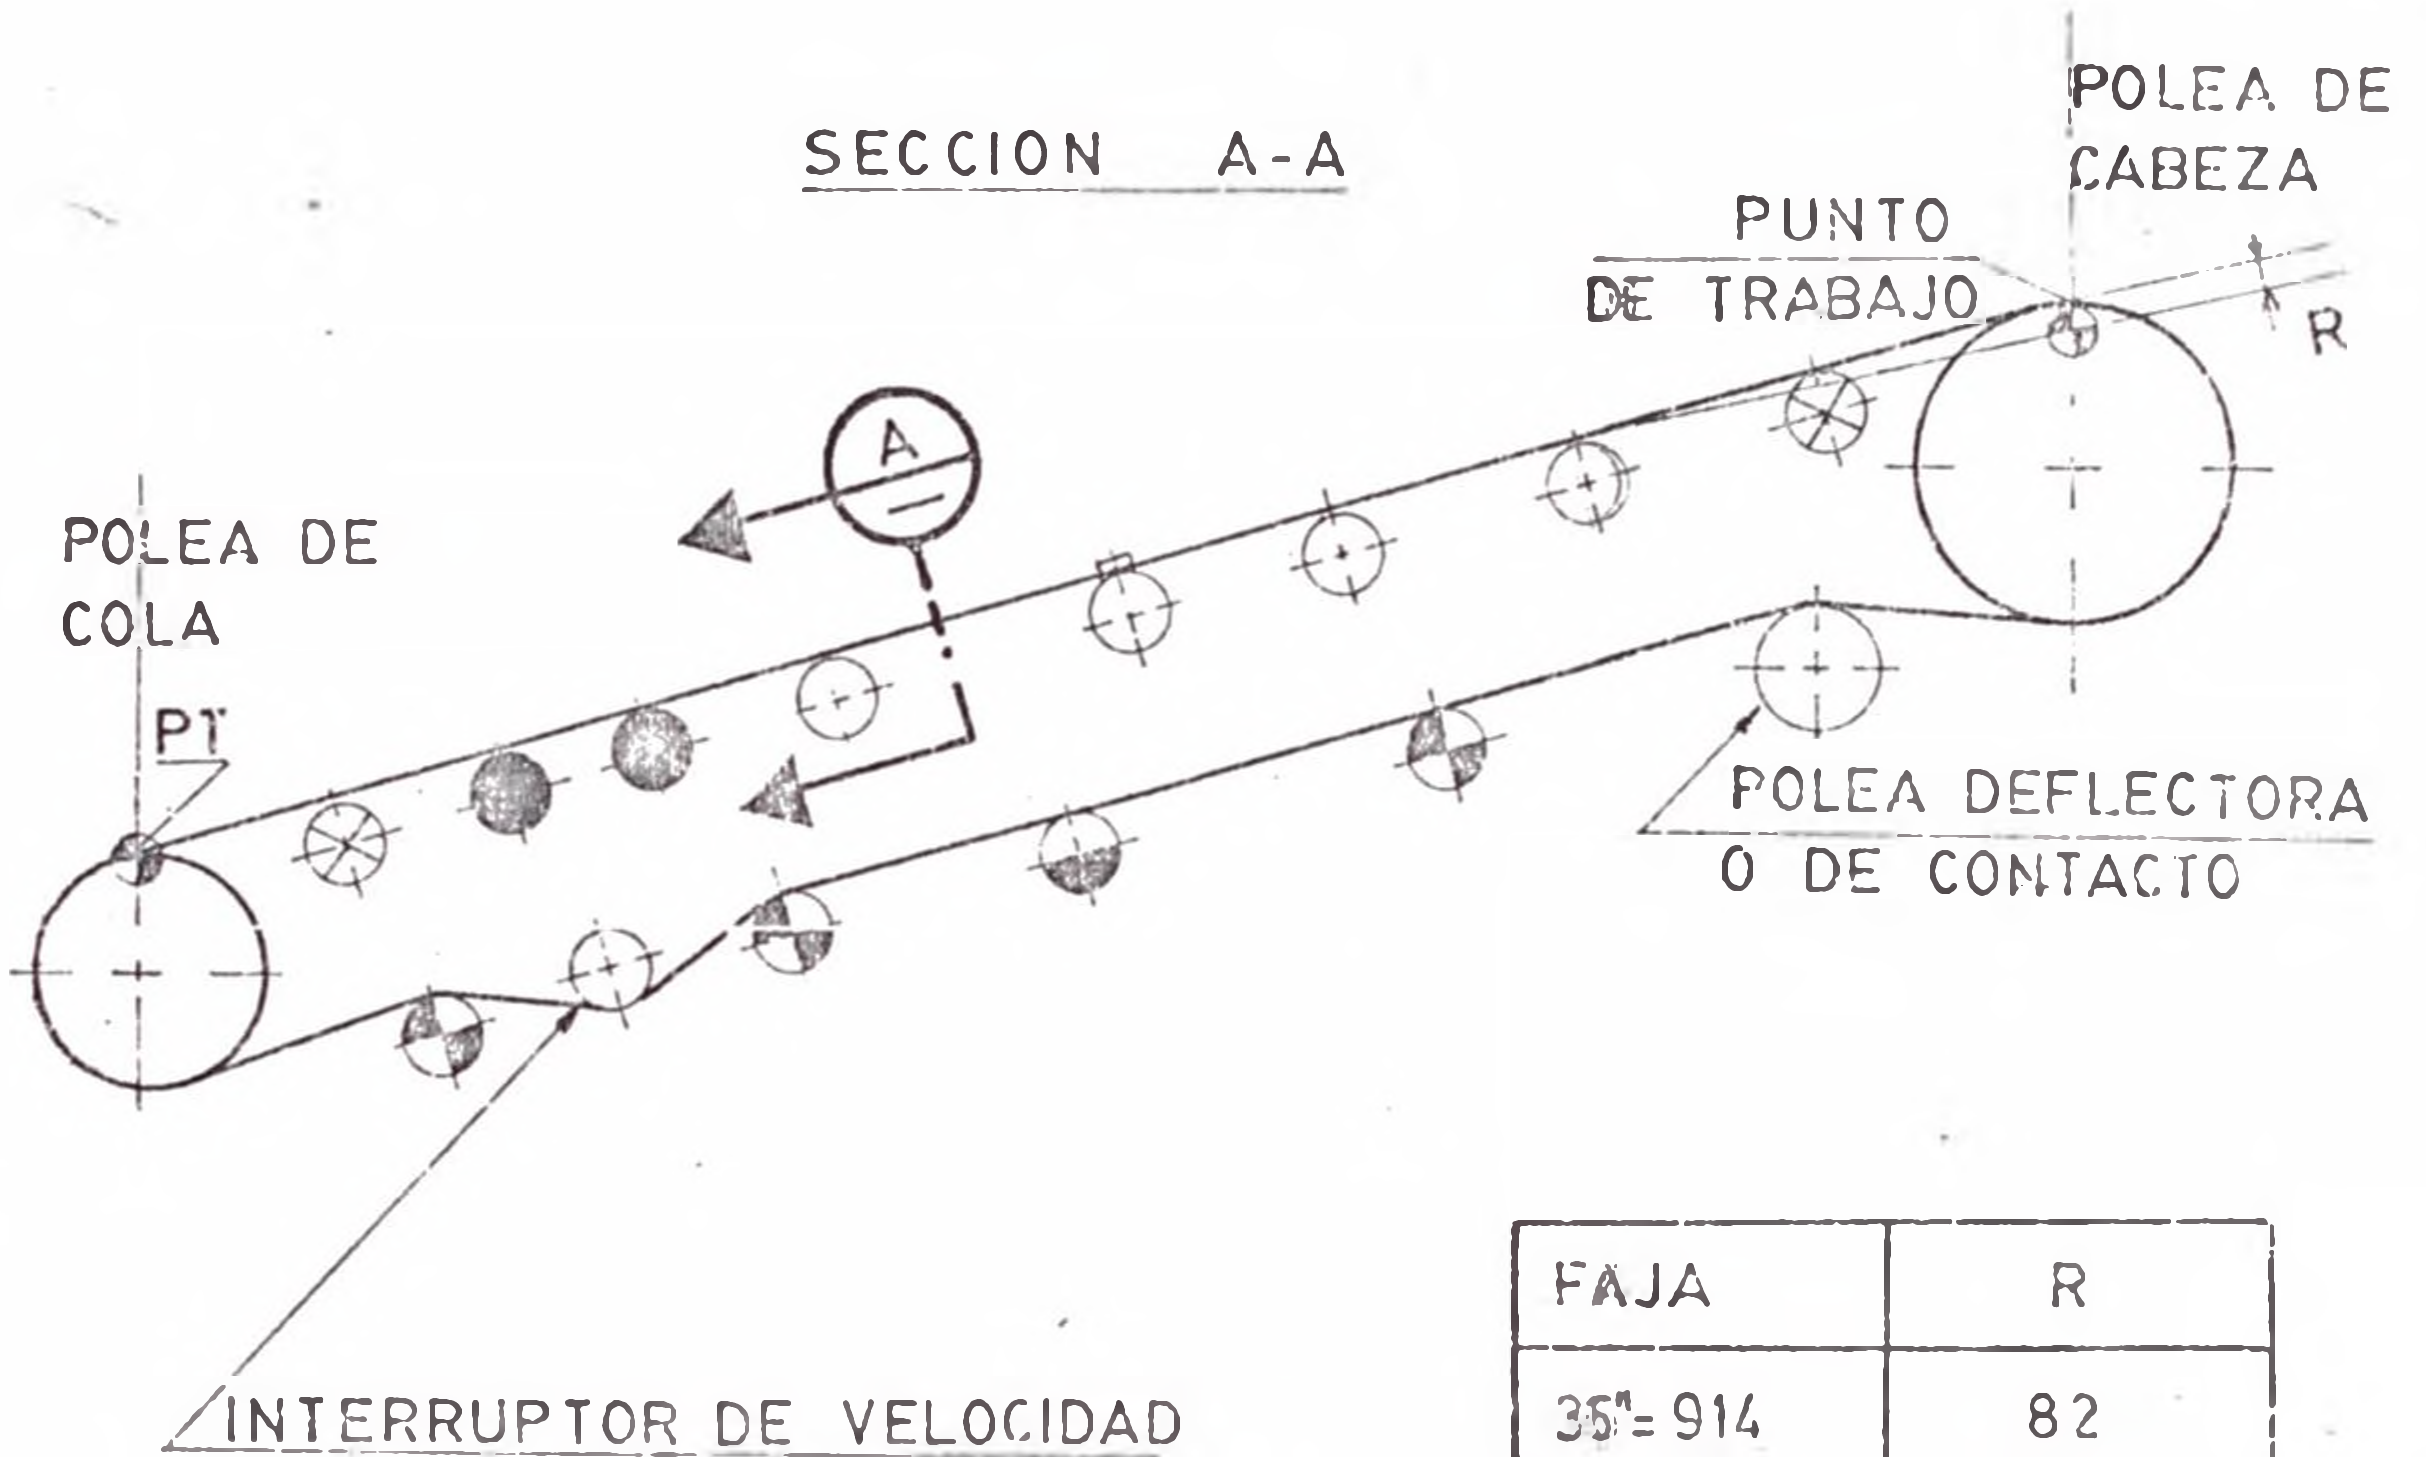 SECCION A-A
POLEA DE
CABEZA
PUNTO
DE TRABAJO
R
A
POLEA DE
COLA
PT
POLEA DEFLECTORA
O DE CONTACTO
INTERRUPTOR DE VELOCIDAD
FAJA R
= 914 82